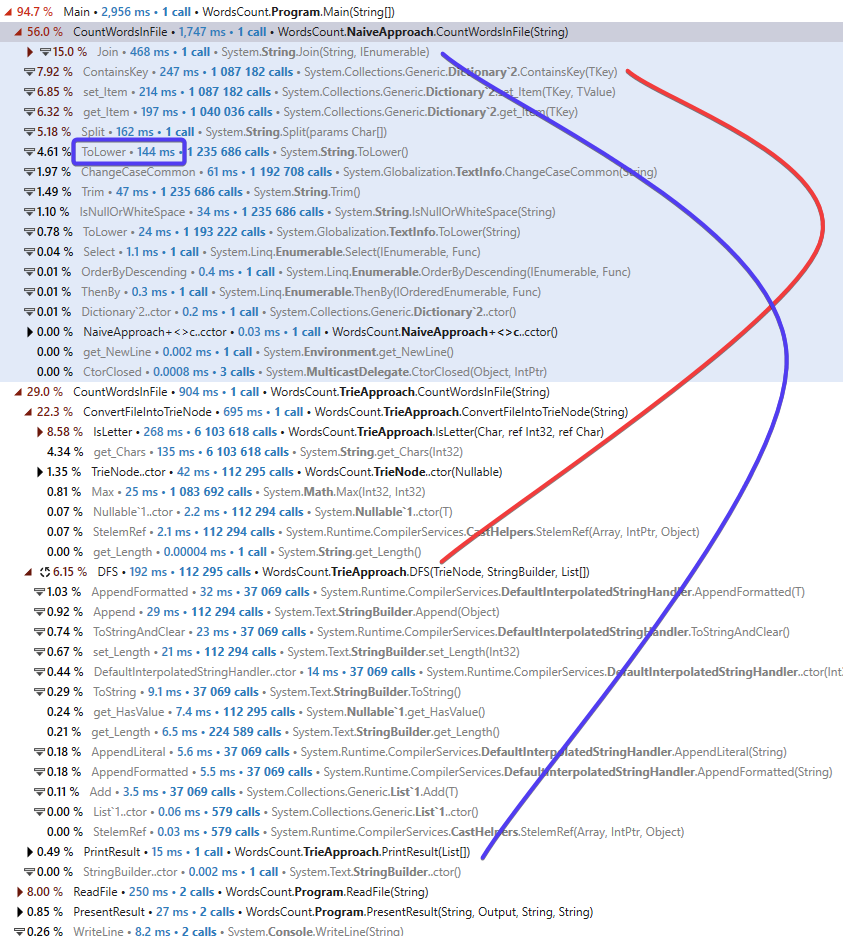 94.7 %  Main • 2,956 ms • 1 call • WordsCount.Program.Main(String[])
56.0 %  CountWordsInFile • 1,747 ms • 1 call • WordsCount.NaiveApproach.CountWordsInFile(String)
15.0 %  Join • 468 ms • 1 call • System.String.Join(String, IEnumerable)
7.92 %  ContainsKey • 247 ms • 1 087 182 calls • System.Collections.Generic.Dictionary`2.ContainsKey(TKey)
6.85 %  set_Item • 214 ms • 1 087 182 calls • System.Collections.Generic.Dictionary`2.set_Item(TKey, TValue)
6.32 %  get_Item • 197 ms • 1 040 036 calls • System.Collections.Generic.Dictionary`2.get_Item(TKey)
5.18 %  Split • 162 ms • 1 call • System.String.Split(params Char[])
4.61 %  ToLower • 144 ms • 1 235 686 calls • System.String.ToLower()
1.97 %  ChangeCaseCommon • 61 ms • 1 192 708 calls • System.Globalization.TextInfo.ChangeCaseCommon(String)
1.49 %  Trim • 47 ms • 1 235 686 calls • System.String.Trim()
1.10 %  IsNullOrWhiteSpace • 34 ms • 1 235 686 calls • System.String.IsNullOrWhiteSpace(String)
0.78 %  ToLower • 24 ms • 1 193 222 calls • System.Globalization.TextInfo.ToLower(String)
0.04 %  Select • 1.1 ms • 1 call • System.Linq.Enumerable.Select(IEnumerable, Func)
0.01 %  OrderByDescending • 0.4 ms • 1 call • System.Linq.Enumerable.OrderByDescending(IEnumerable, Func)
0.01 %  ThenBy • 0.3 ms • 1 call • System.Linq.Enumerable.ThenBy(IOrderedEnumerable, Func)
0.01 %  Dictionary`2..ctor • 0.2 ms • 1 call • System.Collections.Generic.Dictionary`2..ctor()
0.00 %  NaiveApproach+<>c..cctor • 0.03 ms • 1 call • WordsCount.NaiveApproach+<>c..cctor()
0.00 %  get_NewLine • 0.002 ms • 1 call • System.Environment.get_NewLine()
0.00 %  CtorClosed • 0.0008 ms • 3 calls • System.MulticastDelegate.CtorClosed(Object, IntPtr)
29.0 %  CountWordsInFile • 904 ms • 1 call • WordsCount.TrieApproach.CountWordsInFile(String)
22.3 %  ConvertFileIntoTrieNode • 695 ms • 1 call • WordsCount.TrieApproach.ConvertFileIntoTrieNode(String)
8.58 %  IsLetter • 268 ms • 6 103 618 calls • WordsCount.TrieApproach.IsLetter(Char, ref Int32, ref Char)
4.34 %  get_Chars • 135 ms • 6 103 618 calls • System.String.get_Chars(Int32)
1.35 %  TrieNode..ctor • 42 ms • 112 295 calls • WordsCount.TrieNode..ctor(Nullable)
0.81 %  Max • 25 ms • 1 083 692 calls • System.Math.Max(Int32, Int32)
0.07 %  Nullable`1..ctor • 2.2 ms • 112 294 calls • System.Nullable`1..ctor(T)
0.07 %  StelemRef • 2.1 ms • 112 294 calls • System.Runtime.CompilerServices.CastHelpers.StelemRef(Array, IntPtr, Object)
0.00 %  get_Length • 0.00004 ms • 1 call • System.String.get_Length()
6.15 %  DFS • 192 ms • 112 295 calls • WordsCount.TrieApproach.DFS(TrieNode, StringBuilder, List[])
1.03 %  AppendFormatted • 32 ms • 37 069 calls • System.Runtime.CompilerServices.DefaultInterpolatedStringHandler.AppendFormatted(T)
0.92 %  Append • 29 ms • 112 294 calls • System.Text.StringBuilder.Append(Object)
0.74 %  ToStringAndClear • 23 ms • 37 069 calls • System.Runtime.CompilerServices.DefaultInterpolatedStringHandler.ToStringAndClear()
0.67 %  set_Length • 21 ms • 112 294 calls • System.Text.StringBuilder.set_Length(Int32)
0.44 %  DefaultInterpolatedStringHandler..ctor • 14 ms • 37 069 calls • System.Runtime.CompilerServices.DefaultInterpolatedStringHandler..ctor(Int3
0.29 %  ToString • 9.1 ms • 37 069 calls • System.Text.StringBuilder.ToString()
0.24 %  get_HasValue • 7.4 ms • 112 295 calls • System.Nullable`1.get_HasValue()
0.21 %  get_Length • 6.5 ms • 224 589 calls • System.Text.StringBuilder.get_Length()
0.18 %  AppendLiteral • 5.6 ms • 37 069 calls • System.Runtime.CompilerServices.DefaultInterpolatedStringHandler.AppendLiteral(String)
0.18 %  AppendFormatted • 5.5 ms • 37 069 calls • System.Runtime.CompilerServices.DefaultInterpolatedStringHandler.AppendFormatted(String)
0.11 %  Add • 3.5 ms • 37 069 calls • System.Collections.Generic.List`1.Add(T)
0.00 %  List`1..ctor • 0.06 ms • 579 calls • System.Collections.Generic.List`1..ctor()
0.00 %  StelemRef • 0.03 ms • 579 calls • System.Runtime.CompilerServices.CastHelpers.StelemRef(Array, IntPtr, Object)
0.49 %  PrintResult • 15 ms • 1 call • WordsCount.TrieApproach.PrintResult(List[])
0.00 %  StringBuilder..ctor • 0.002 ms • 1 call • System.Text.StringBuilder..ctor()
8.00 %  ReadFile • 250 ms • 2 calls • WordsCount.Program.ReadFile(String)
0.85 %  PresentResult • 27 ms • 2 calls • WordsCount.Program.PresentResult(String, Output, String, String)
0.26 %  WriteLine • 8.2 ms • 2 calls • System.Console.WriteLine(String)